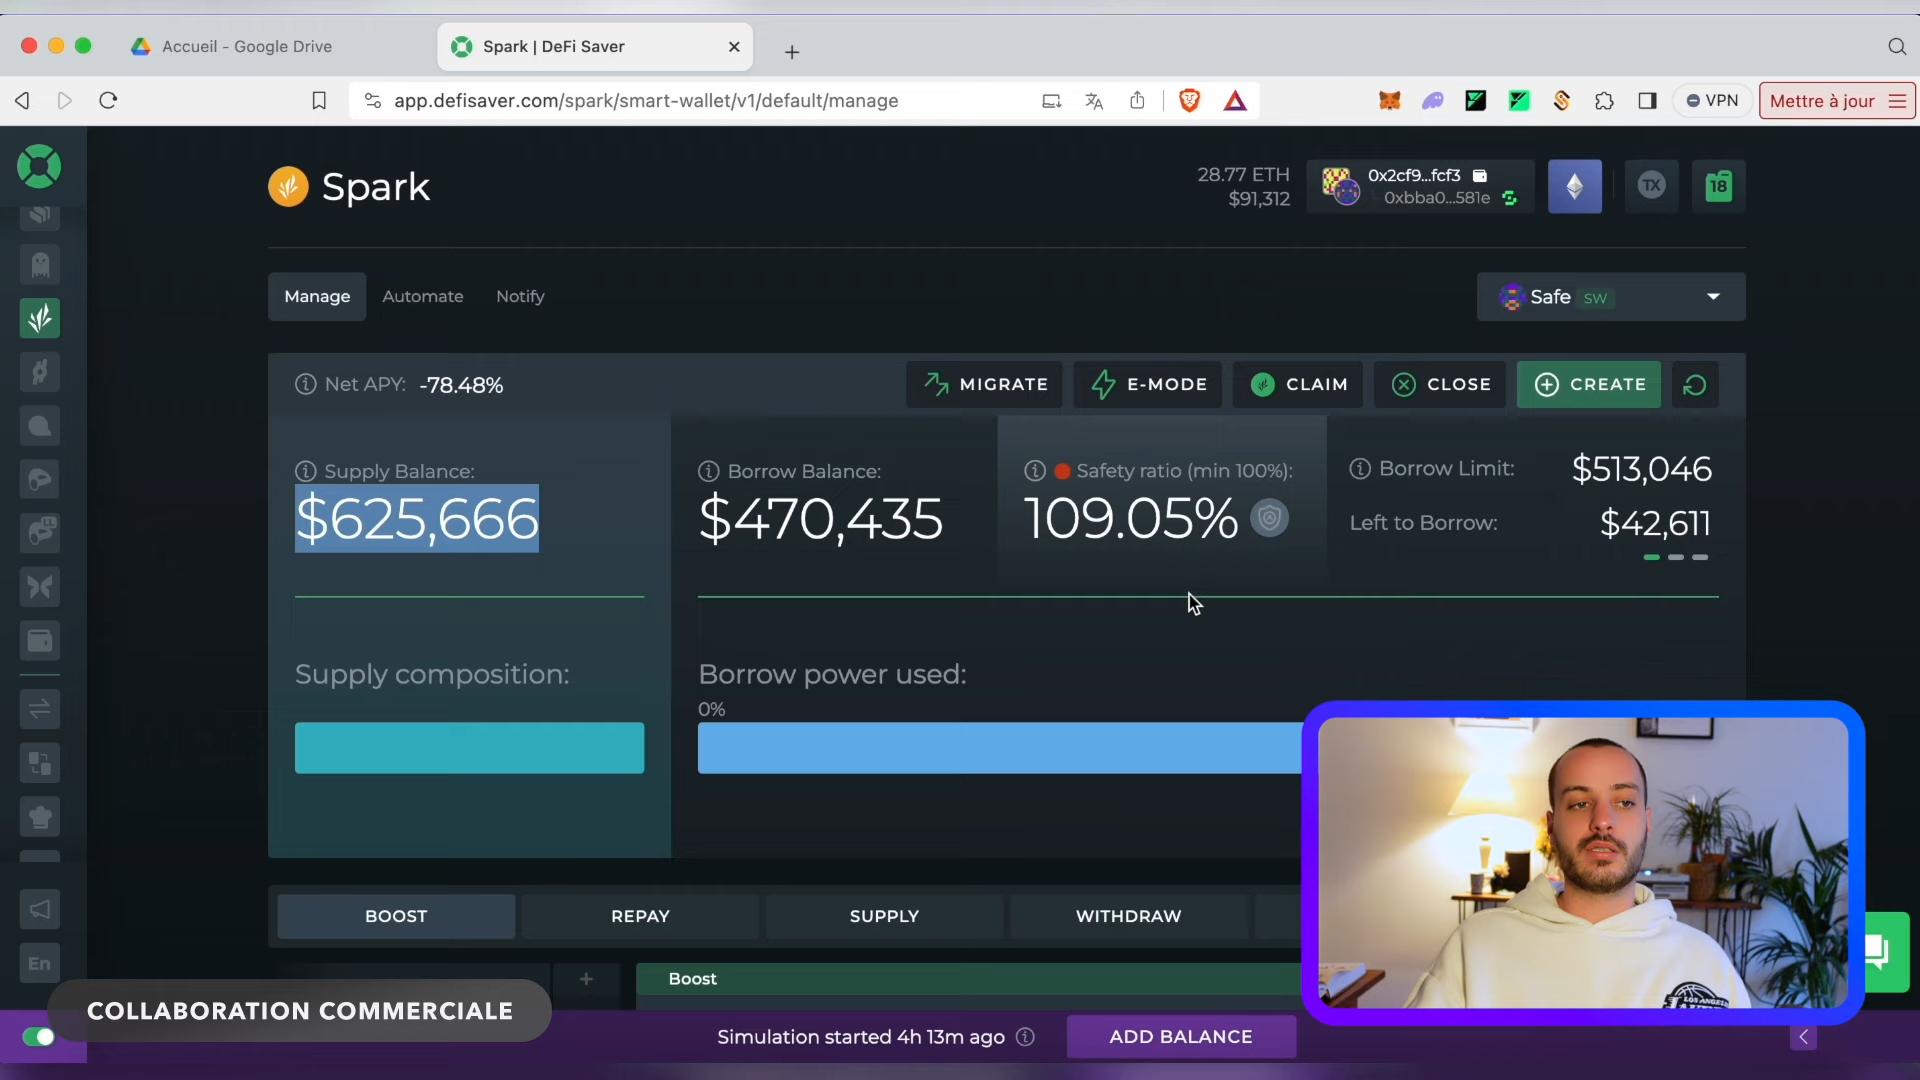 Accueil - Google Drive
Spark | DeFi Saver
app.defisaver.com/spark/smart-wallet/v1/default/manage
VPN
Mettre à jour
Spark
28.77 ETH
$91,312
0x2cf9...fcf3
0xbba0...581e
TX
18
Manage
Automate
Notify
Safe SW
Net APY: -78.48%
MIGRATE
E-MODE
CLAIM
CLOSE
CREATE
Supply Balance:
$625,666
Borrow Balance:
$470,435
Safety ratio (min 100%):
109.05%
Borrow Limit: $513,046
Left to Borrow: $42,611
Supply composition:
Borrow power used:
0%
BOOST
REPAY
SUPPLY
WITHDRAW
+
Boost
En
COLLABORATION COMMERCIALE
Simulation started 4h 13m ago
ADD BALANCE
LOS ANGELES